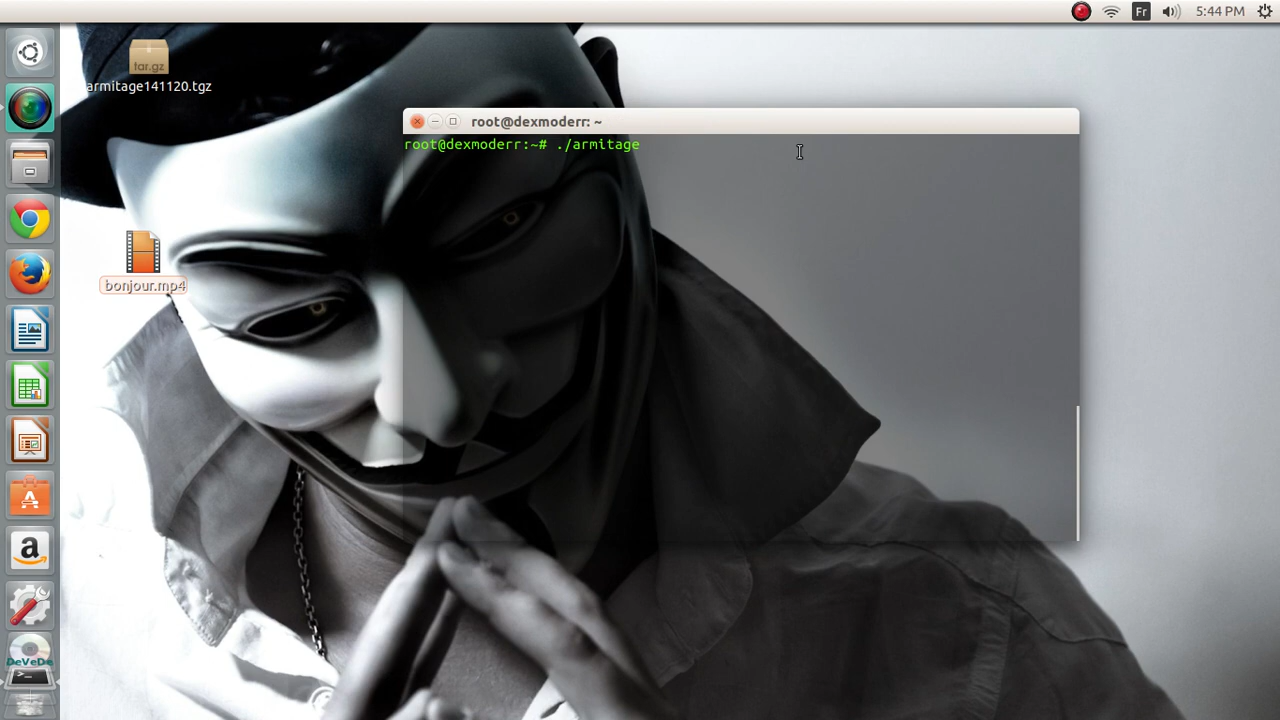 Fr
5:44 PM
tar.gz
armitage141120.tgz
root@dexmoderr: ~
root@dexmoderr:~# ./armitage
bonjour.mp4
a
DeVeDe
>_